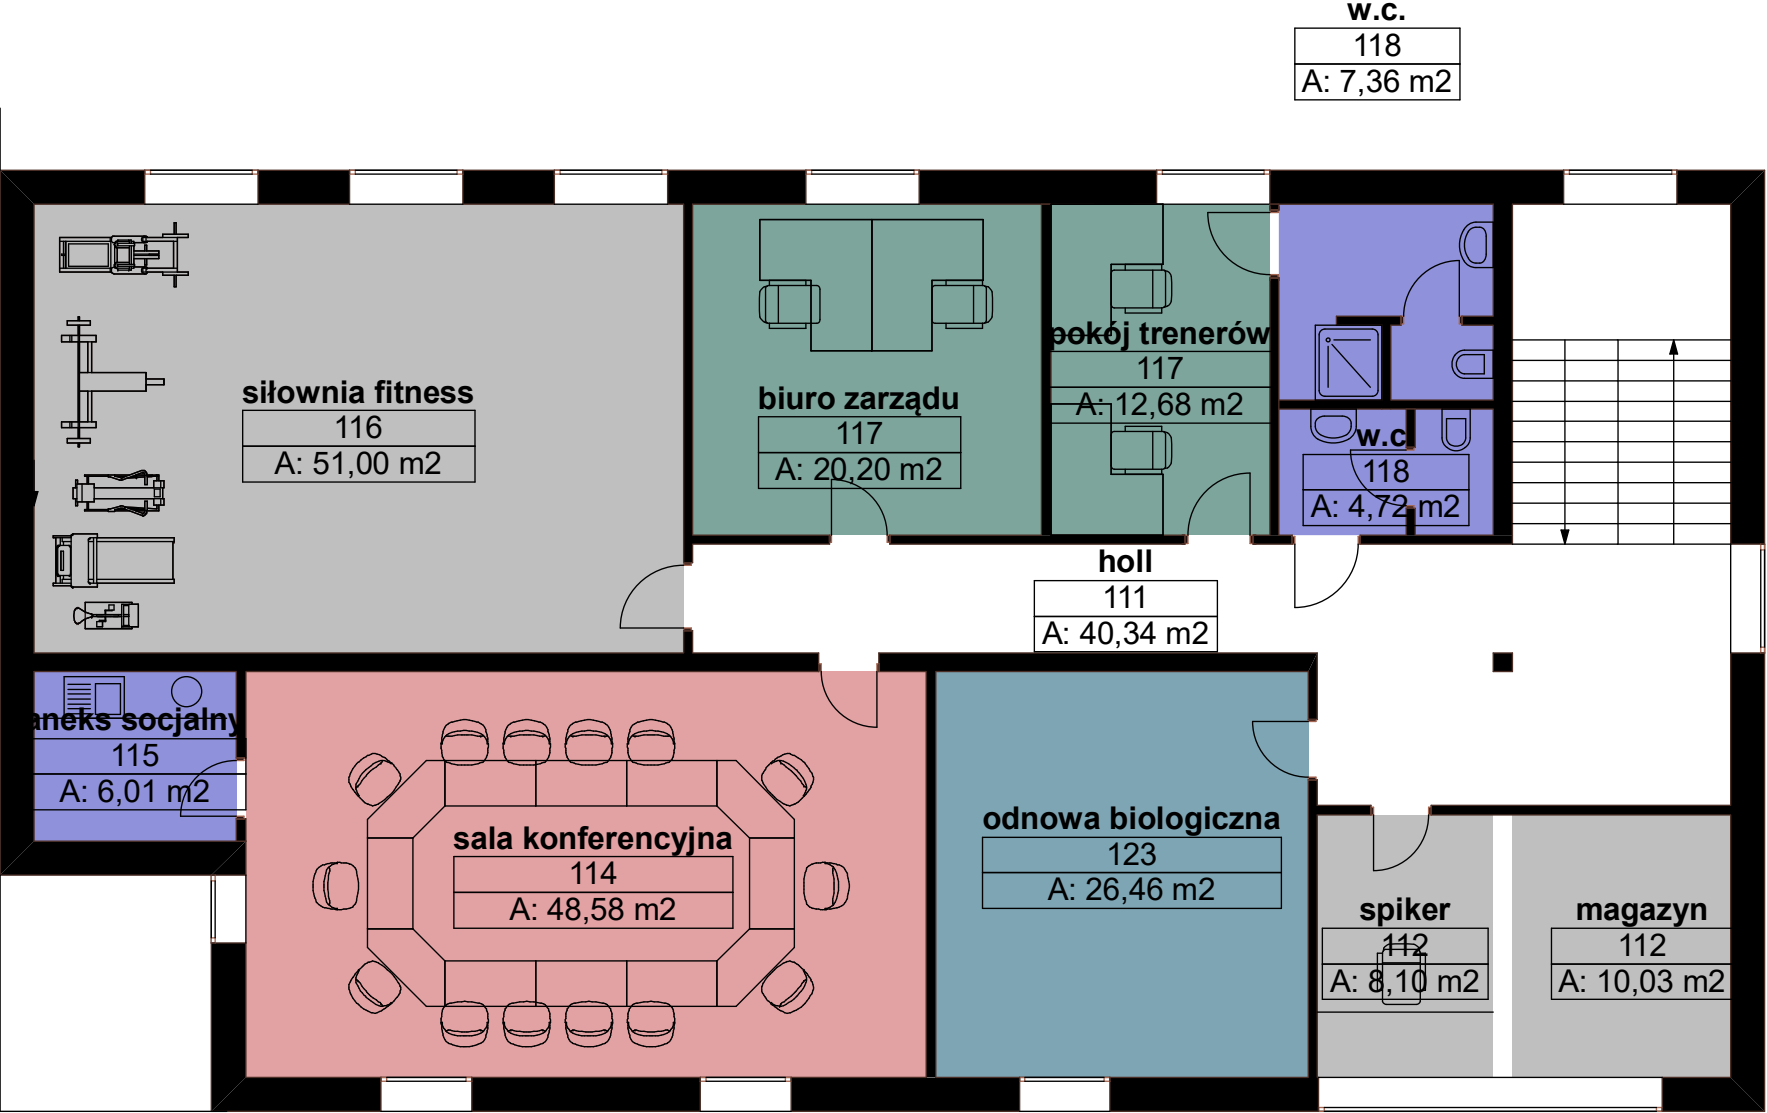 w.c.
118
A: 7,36 m2
siłownia fitness
116
A: 51,00 m2
biuro zarządu
117
A: 20,20 m2
pokój trenerów
117
A: 12,68 m2
w.c.
118
A: 4,72 m2
holl
111
A: 40,34 m2
aneks socjalny
115
A: 6,01 m2
sala konferencyjna
114
A: 48,58 m2
odnowa biologiczna
123
A: 26,46 m2
spiker
112
A: 8,10 m2
magazyn
112
A: 10,03 m2